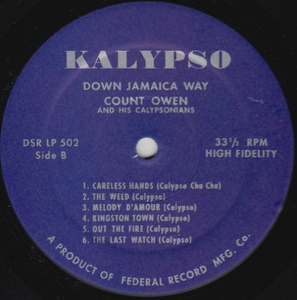 KALYPSO
DOWN JAMAICA WAY
COUNT OWEN
AND HIS CALYPSONIANS
DSR LP 502
Side B
33⅓ RPM
HIGH FIDELITY
1. CARELESS HANDS (Calypso Cha Cha)
2. THE WEED (Calypso)
3. MELODY D'AMOUR (Calypso)
4. KINGSTON TOWN (Calypso)
5. OUT THE FIRE (Calypso)
6. THE LAST WATCH (Calypso)
A PRODUCT OF FEDERAL RECORD MFG. Co.